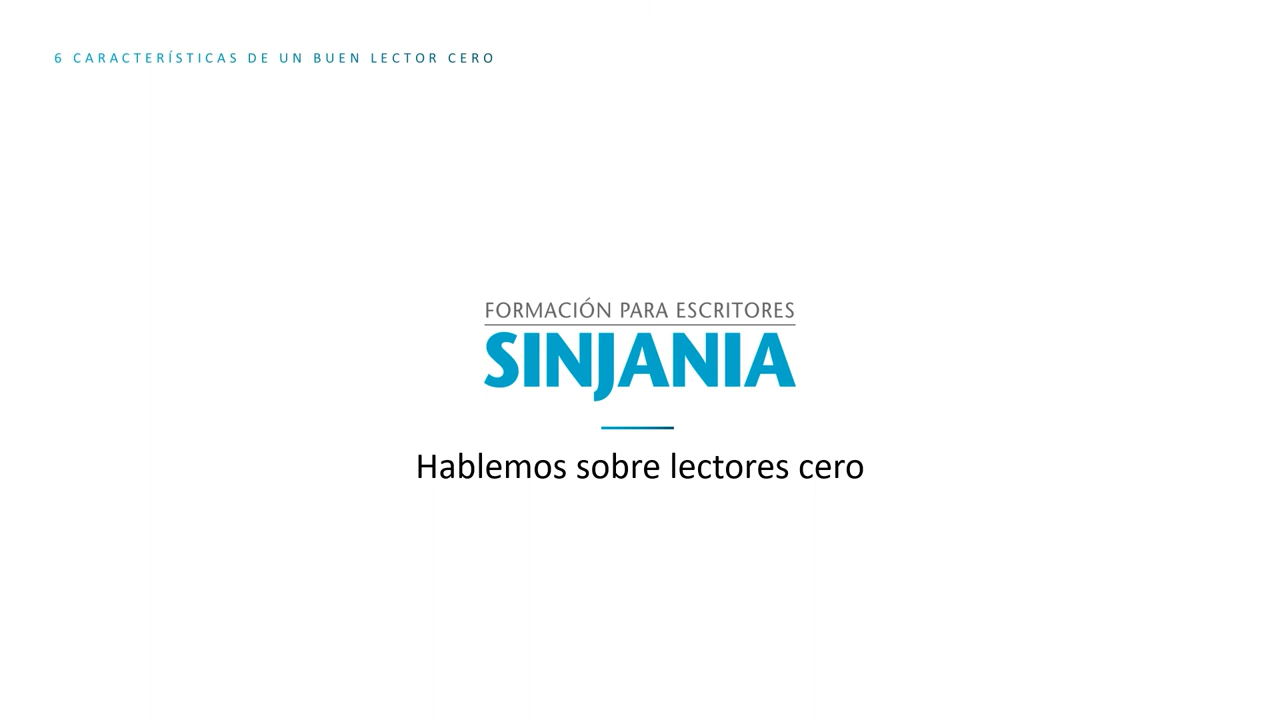 6 CARACTERÍSTICAS DE UN BUEN LECTOR CERO
FORMACIÓN PARA ESCRITORES
SINJANIA
Hablemos sobre lectores cero